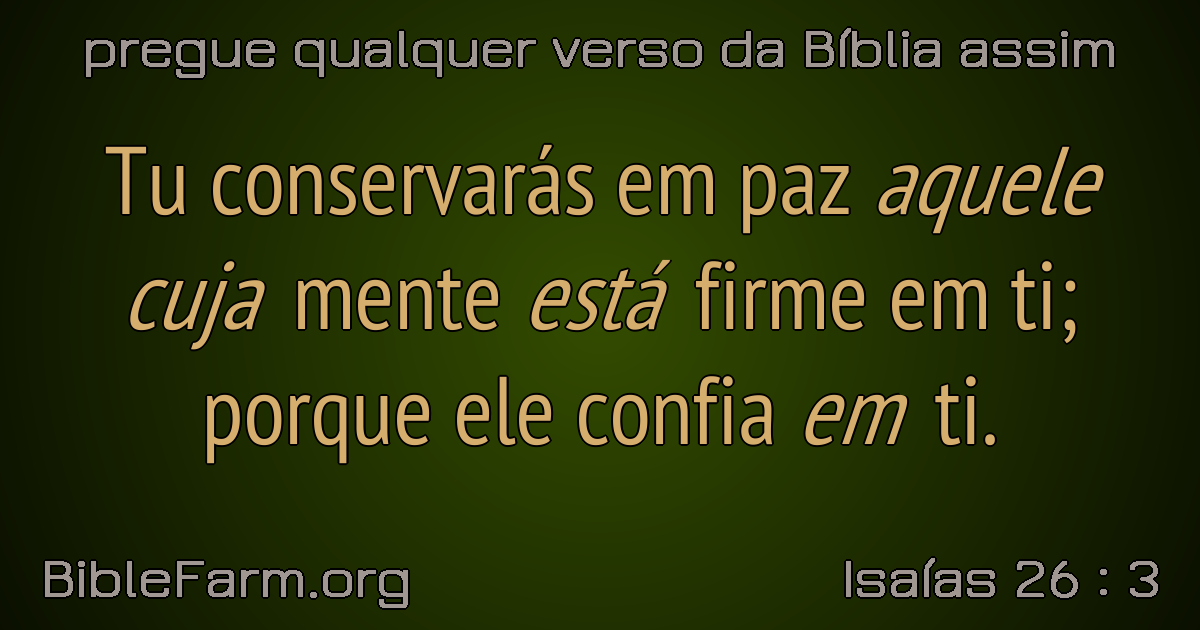 pregue qualquer verso da Bíblia assim
Tu conservarás em paz aquele
cuja mente está firme em ti;
porque ele confia em ti.
BibleFarm.org
Isaías 26 : 3